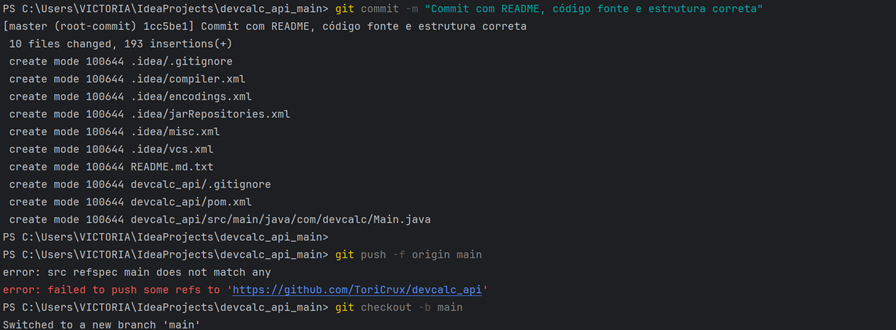 PS C:\Users\VICTORIA\IdeaProjects\devcalc_api_main> git commit -m "Commit com README, código fonte e estrutura correta"
[master (root-commit) 1cc5be1] Commit com README, código fonte e estrutura correta
 10 files changed, 193 insertions(+)
 create mode 100644 .idea/.gitignore
 create mode 100644 .idea/compiler.xml
 create mode 100644 .idea/encodings.xml
 create mode 100644 .idea/jarRepositories.xml
 create mode 100644 .idea/misc.xml
 create mode 100644 .idea/vcs.xml
 create mode 100644 README.md.txt
 create mode 100644 devcalc_api/.gitignore
 create mode 100644 devcalc_api/pom.xml
 create mode 100644 devcalc_api/src/main/java/com/devcalc/Main.java
PS C:\Users\VICTORIA\IdeaProjects\devcalc_api_main>
PS C:\Users\VICTORIA\IdeaProjects\devcalc_api_main> git push -f origin main
error: src refspec main does not match any
error: failed to push some refs to 'https://github.com/ToriCrux/devcalc_api'
PS C:\Users\VICTORIA\IdeaProjects\devcalc_api_main> git checkout -b main
Switched to a new branch 'main'